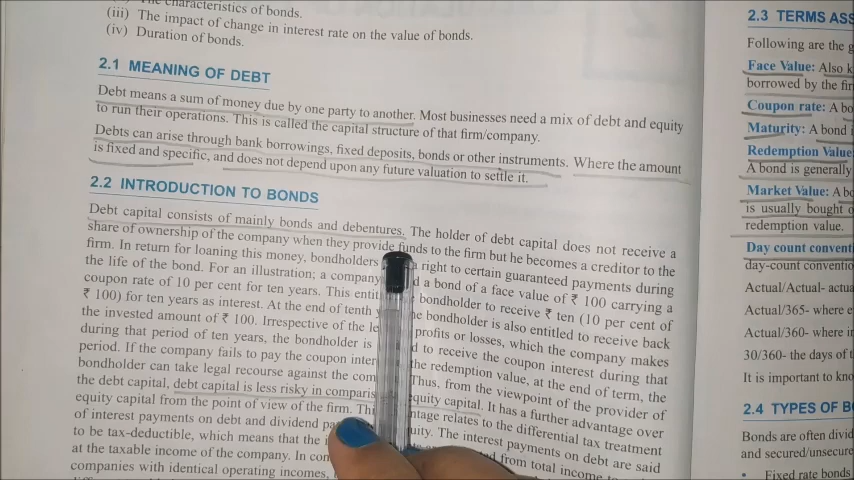 characteristics of bonds.
(iii) The impact of change in interest rate on the value of bonds.
(iv) Duration of bonds.
2.1 MEANING OF DEBT
Debt means a sum of money due by one party to another. Most businesses need a mix of debt and equity
to run their operations. This is called the capital structure of that firm/company.
Debts can arise through bank borrowings, fixed deposits, bonds or other instruments. Where the amount
is fixed and specific, and does not depend upon any future valuation to settle it.
2.2 INTRODUCTION TO BONDS
Debt capital consists of mainly bonds and debentures. The holder of debt capital does not receive a
share of ownership of the company when they provide funds to the firm but he becomes a creditor to the
firm. In return for loaning this money, bondholders right to certain guaranteed payments during
the life of the bond. For an illustration; a company a bond of a face value of ₹ 100 carrying a
coupon rate of 10 per cent for ten years. This bondholder to receive ₹ ten (10 per cent of
₹ 100) for ten years as interest. At the end of tenth bondholder is also entitled to receive back
the invested amount of ₹ 100. Irrespective of the profits or losses, which the company makes
during that period of ten years, the bondholder is to receive the coupon interest during that
period. If the company fails to pay the coupon the redemption value, at the end of term, the
bondholder can take legal recourse against the Thus, from the viewpoint of the provider of
the debt capital, debt capital is less risky in equity capital. It has a further advantage over
equity capital from the point of view of the firm. relates to the differential tax treatment
of interest payments on debt and dividend The interest payments on debt are said
to be tax-deductible, which means that the from total income to
at the taxable income of the company. In
companies with identical operating incomes,
2.3 TERMS
Following are the
Face Value: Also
borrowed by the
Coupon rate: A
Maturity: A bond
Redemption Value
A bond is generally
Market Value: A
is usually bought
redemption value.
Day count
day-count
Actual/Actual-
Actual/365- where
Actual/360- where
30/360- the days of
It is important to
2.4 TYPES OF
Bonds are often
and
• Fixed rate bonds